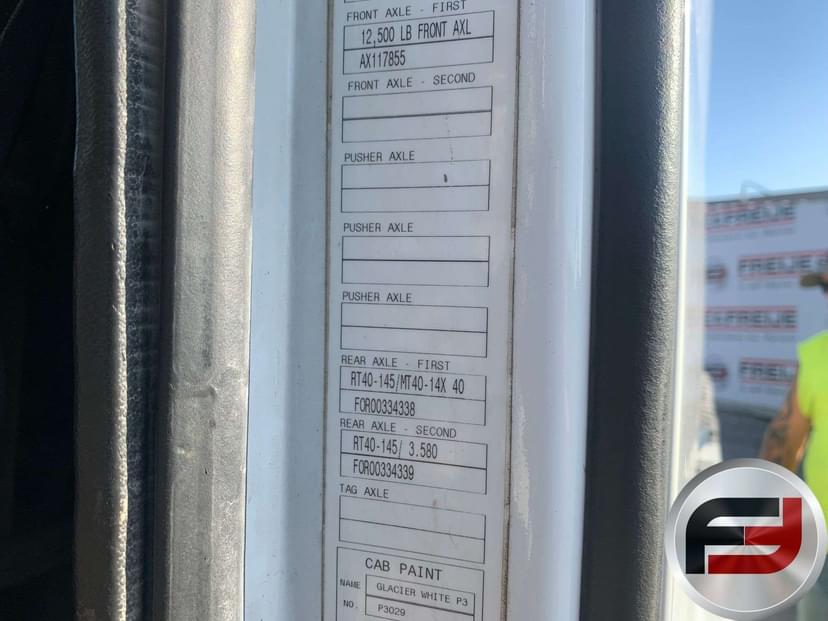 FRONT AXLE - FIRST
12,500 LB FRONT AXL
AX117855
FRONT AXLE - SECOND
PUSHER AXLE
PUSHER AXLE
PUSHER AXLE
REAR AXLE - FIRST
RT40-145/MT40-14X 40
FOR00334338
REAR AXLE - SECOND
RT40-145/ 3.580
FOR00334339
TAG AXLE
CAB PAINT
NAME GLACIER WHITE P3
NO. P3029
FREIJE
FREIJE
FREIJE
FREIJE